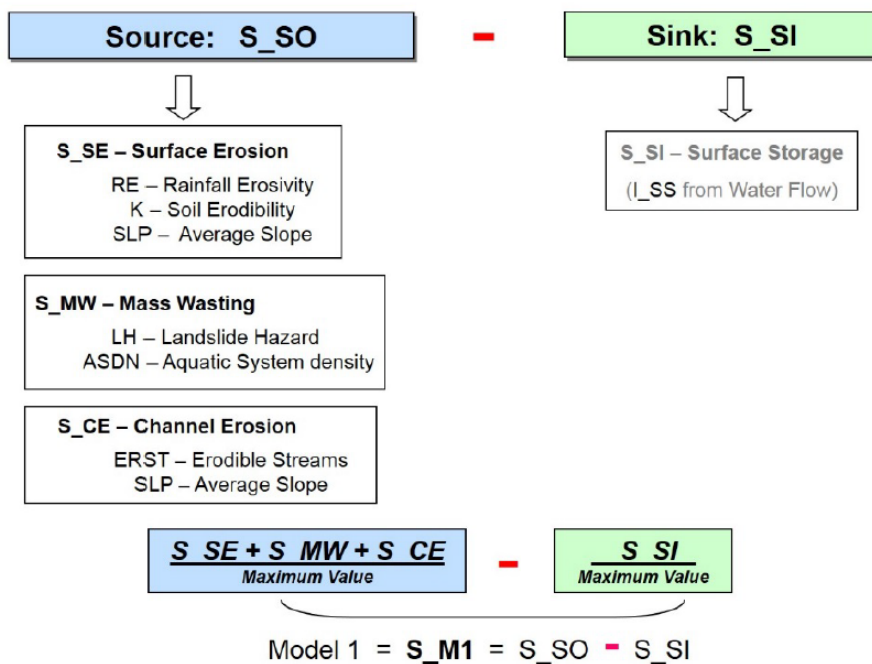 Source: S_SO - Sink: S_SI
S_SE – Surface Erosion
RE – Rainfall Erosivity
K – Soil Erodibility
SLP – Average Slope
S_SI – Surface Storage
(I_SS from Water Flow)
S_MW – Mass Wasting
LH – Landslide Hazard
ASDN – Aquatic System density
S_CE – Channel Erosion
ERST – Erodible Streams
SLP – Average Slope
S_SE + S_MW + S_CE
Maximum Value
-
S_SI
Maximum Value
Model 1 = S_M1 = S_SO - S_SI